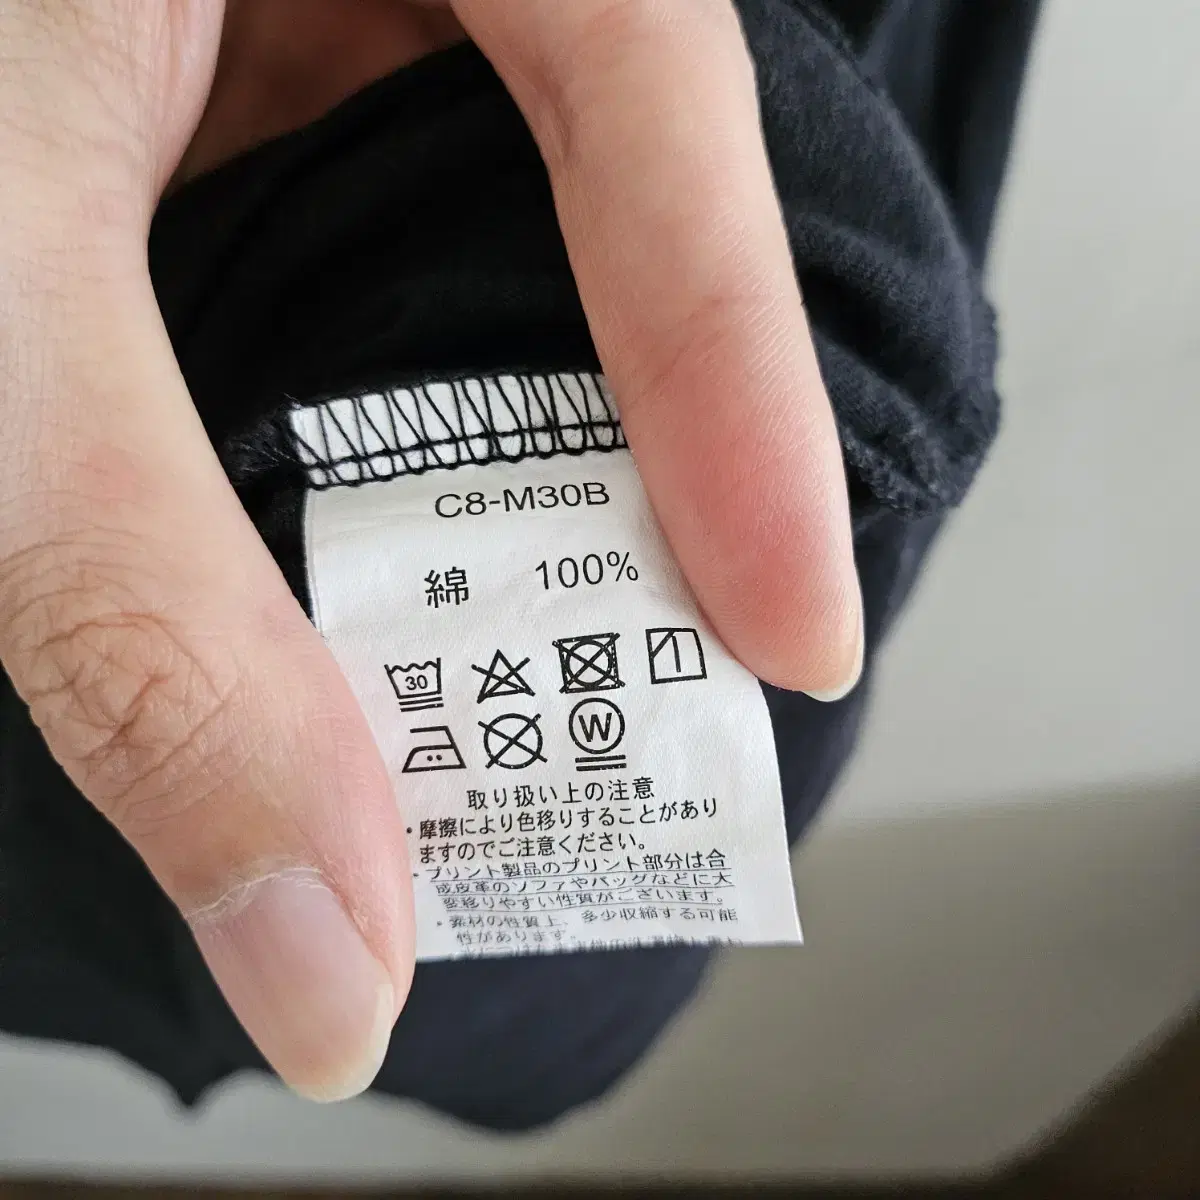 C8-M30B
綿 100%
30
W
取り扱い上の注意
・摩擦により色移りすることがあり
ますのでご注意ください。
・プリント製品のプリント部分は合
成皮革のソファやバッグなどに大
変移りやすい性質がございます。
・素材の性質上、多少収縮する可能
性があります。